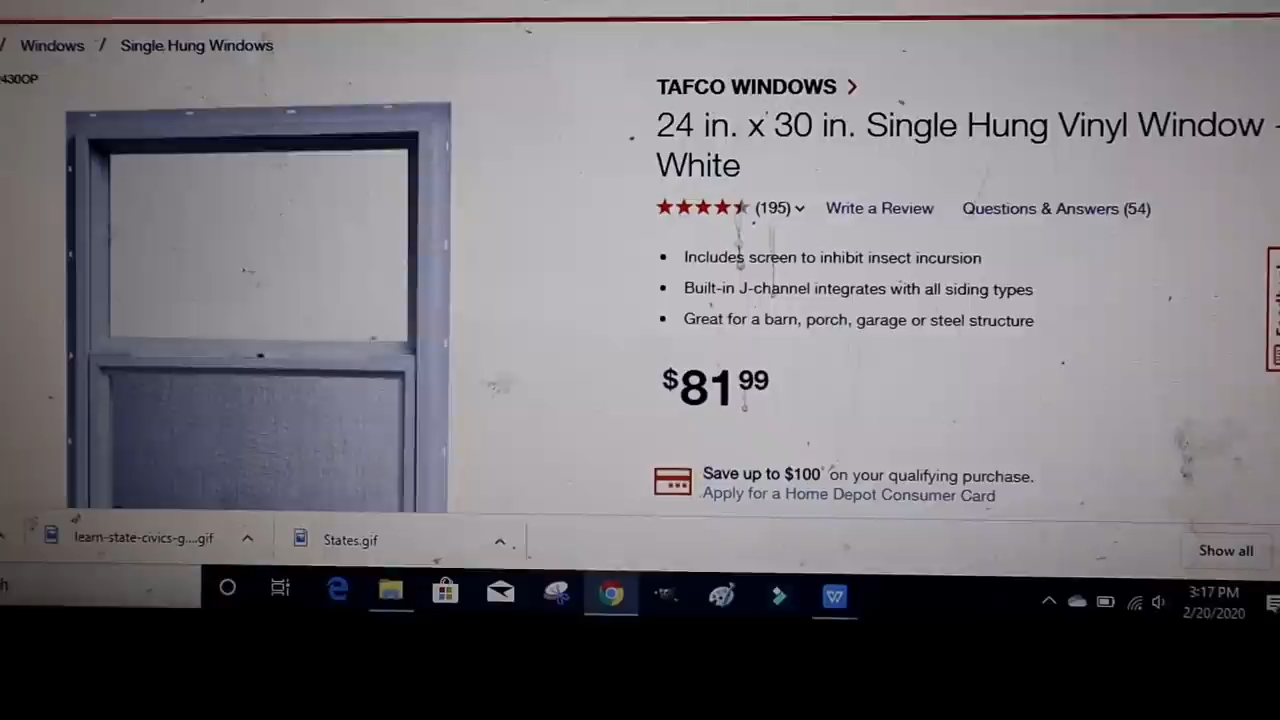 / Windows / Single Hung Windows
430OP
TAFCO WINDOWS >
24 in. x 30 in. Single Hung Vinyl Window -
White
(195) Write a Review Questions & Answers (54)
• Includes screen to inhibit insect incursion
• Built-in J-channel integrates with all siding types
• Great for a barn, porch, garage or steel structure
$81 99
Save up to $100* on your qualifying purchase.
Apply for a Home Depot Consumer Card
learn-state-civics-g....gif
States.gif
Show all
h
3:17 PM
2/20/2020